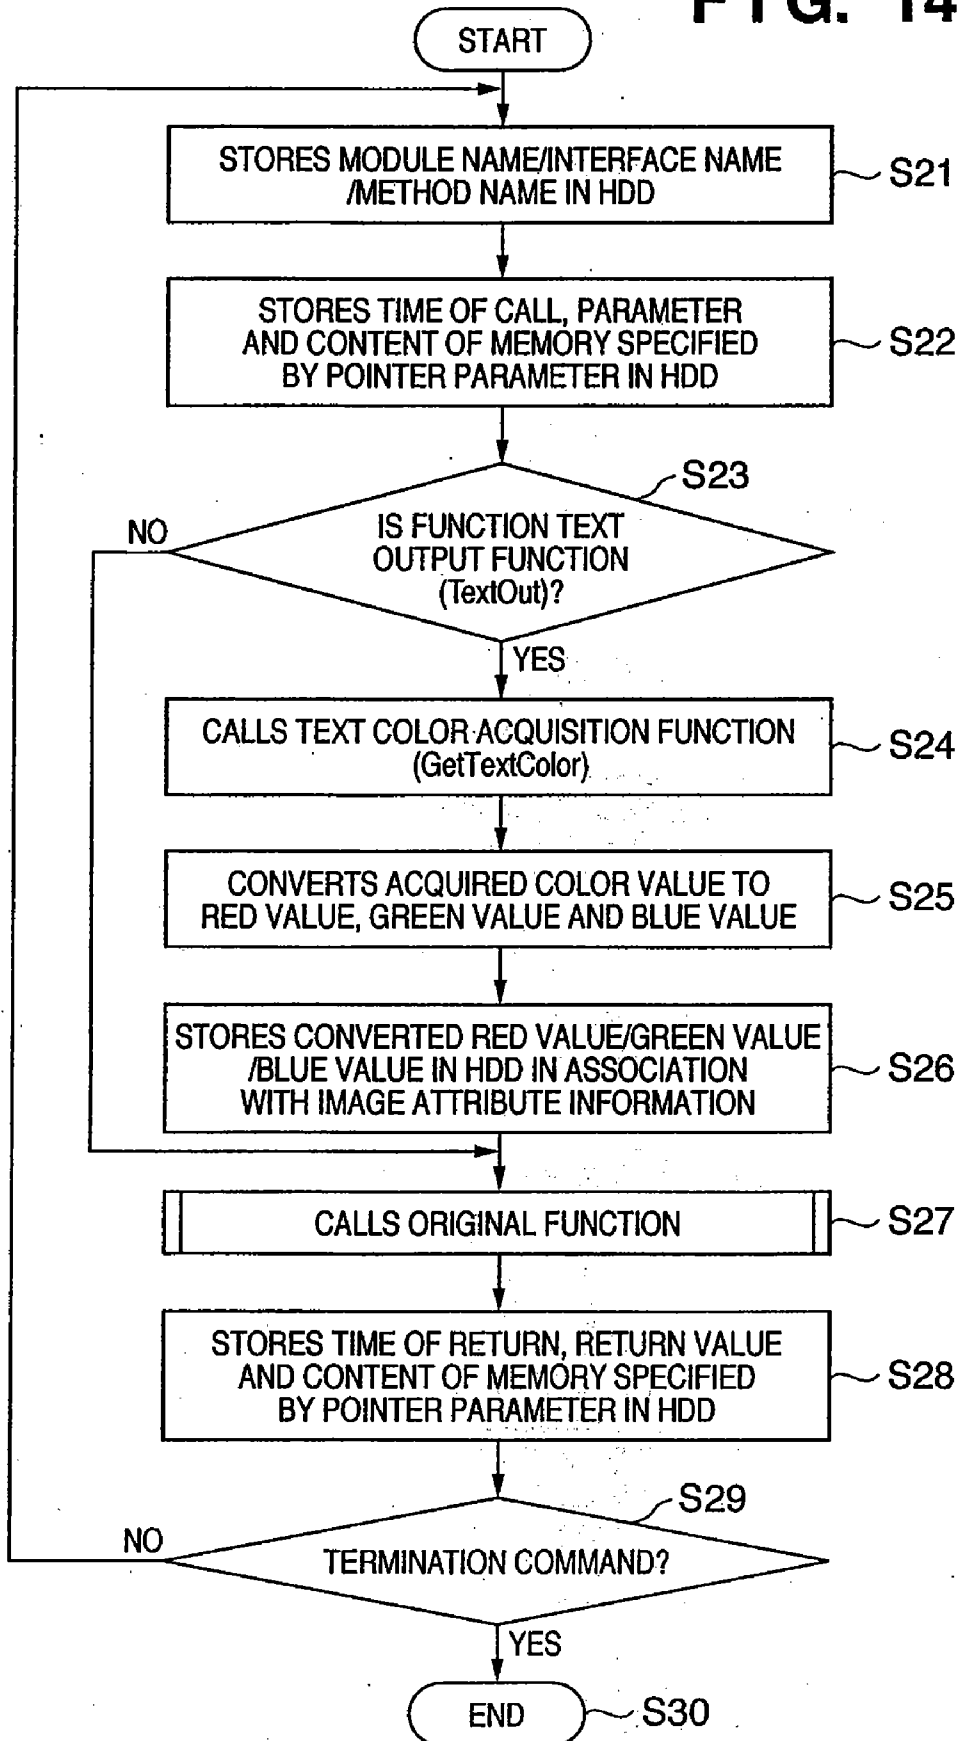 FIG. 14
START
STORES MODULE NAME/INTERFACE NAME
/METHOD NAME IN HDD
S21
STORES TIME OF CALL, PARAMETER
AND CONTENT OF MEMORY SPECIFIED
BY POINTER PARAMETER IN HDD
S22
S23
NO
IS FUNCTION TEXT
OUTPUT FUNCTION
(TextOut)?
YES
CALLS TEXT COLOR ACQUISITION FUNCTION
(GetTextColor)
S24
CONVERTS ACQUIRED COLOR VALUE TO
RED VALUE, GREEN VALUE AND BLUE VALUE
S25
STORES CONVERTED RED VALUE/GREEN VALUE
/BLUE VALUE IN HDD IN ASSOCIATION
WITH IMAGE ATTRIBUTE INFORMATION
S26
CALLS ORIGINAL FUNCTION
S27
STORES TIME OF RETURN, RETURN VALUE
AND CONTENT OF MEMORY SPECIFIED
BY POINTER PARAMETER IN HDD
S28
S29
NO
TERMINATION COMMAND?
YES
END
S30